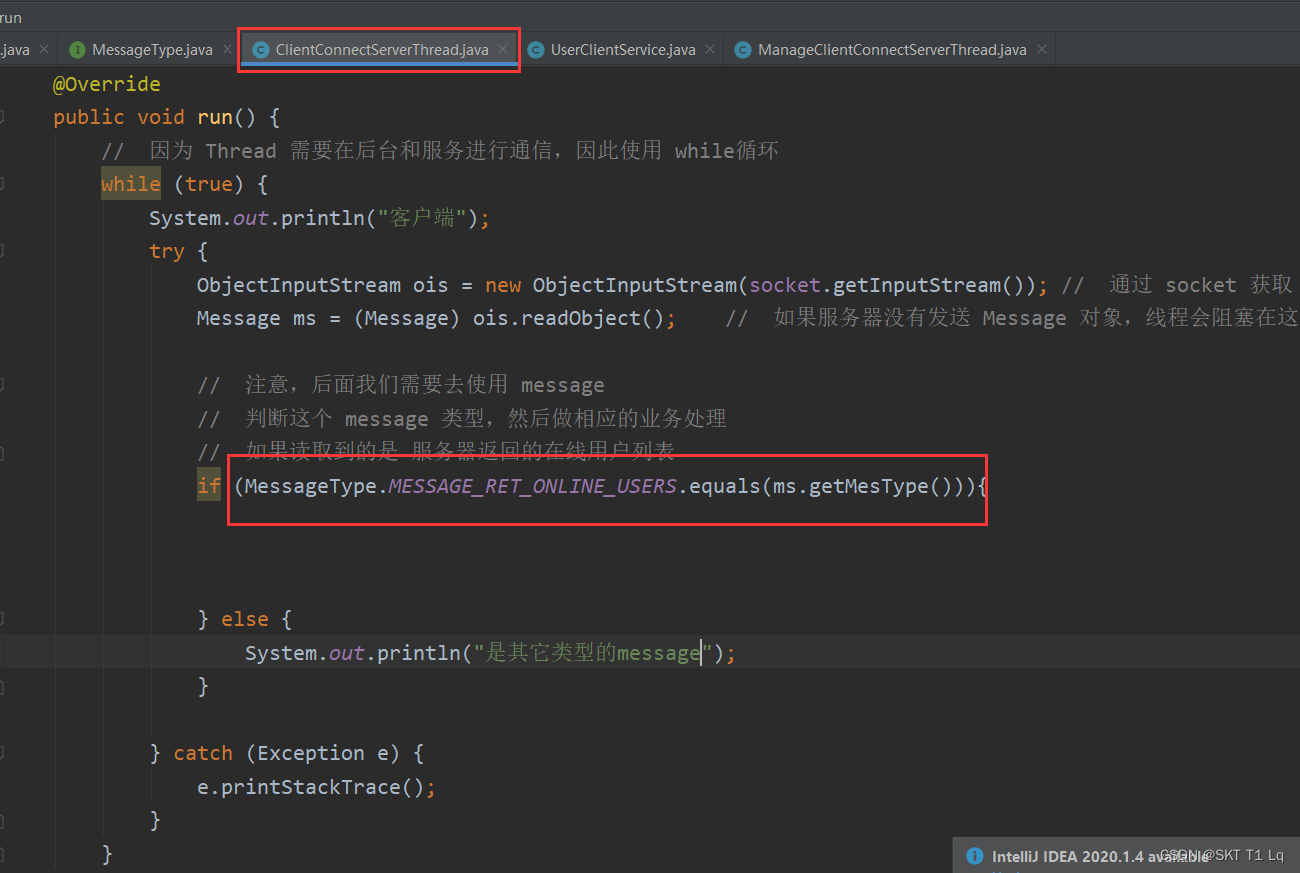 run
.java MessageType.java ClientConnectServerThread.java UserClientService.java ManageClientConnectServerThread.java
@Override
public void run() {
//  因为 Thread 需要在后台和服务进行通信，因此使用 while循环
while (true) {
System.out.println("客户端");
try {
ObjectInputStream ois = new ObjectInputStream(socket.getInputStream()); //  通过 socket 获取
Message ms = (Message) ois.readObject();    //  如果服务器没有发送 Message 对象，线程会阻塞在这
//  注意，后面我们需要去使用 message
//  判断这个 message 类型，然后做相应的业务处理
//  如果读取到的是 服务器返回的在线用户列表
if (MessageType.MESSAGE_RET_ONLINE_USERS.equals(ms.getMesType())){
} else {
System.out.println("是其它类型的message");
}
} catch (Exception e) {
e.printStackTrace();
}
}
IntelliJ IDEA 2020.1.4 available
CSDN @SKT T1 Lq